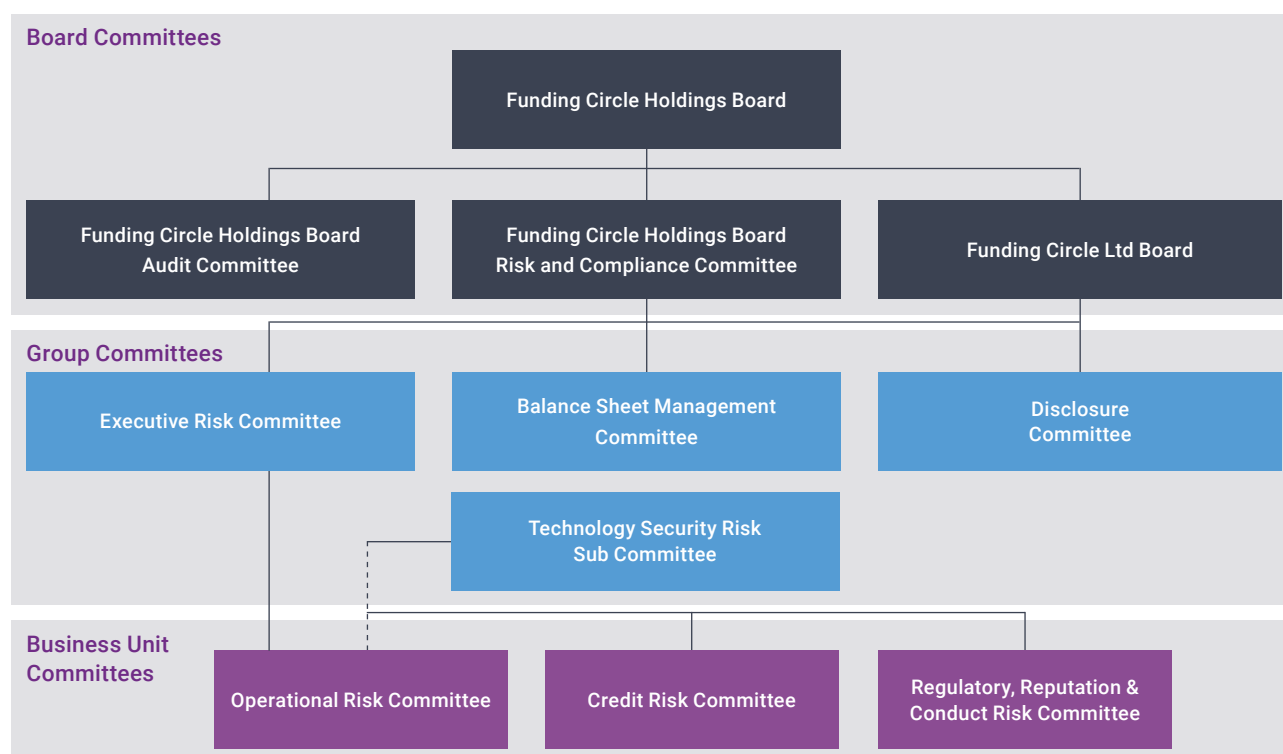 Board Committees
Funding Circle Holdings Board
Funding Circle Holdings Board
Audit Committee
Funding Circle Holdings Board
Risk and Compliance Committee
Funding Circle Ltd Board
Group Committees
Executive Risk Committee
Balance Sheet Management
Committee
Disclosure
Committee
Technology Security Risk
Sub Committee
Business Unit
Committees
Operational Risk Committee
Credit Risk Committee
Regulatory, Reputation &
Conduct Risk Committee